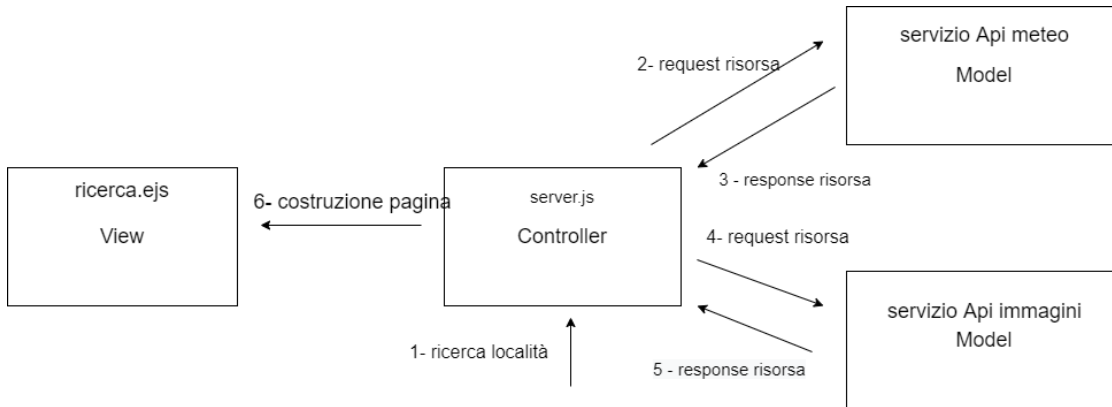 servizio Api meteo
Model
2- request risorsa
3 - response risorsa
ricerca.ejs
View
6- costruzione pagina
server.js
Controller
4- request risorsa
servizio Api immagini
Model
1- ricerca località
5 - response risorsa